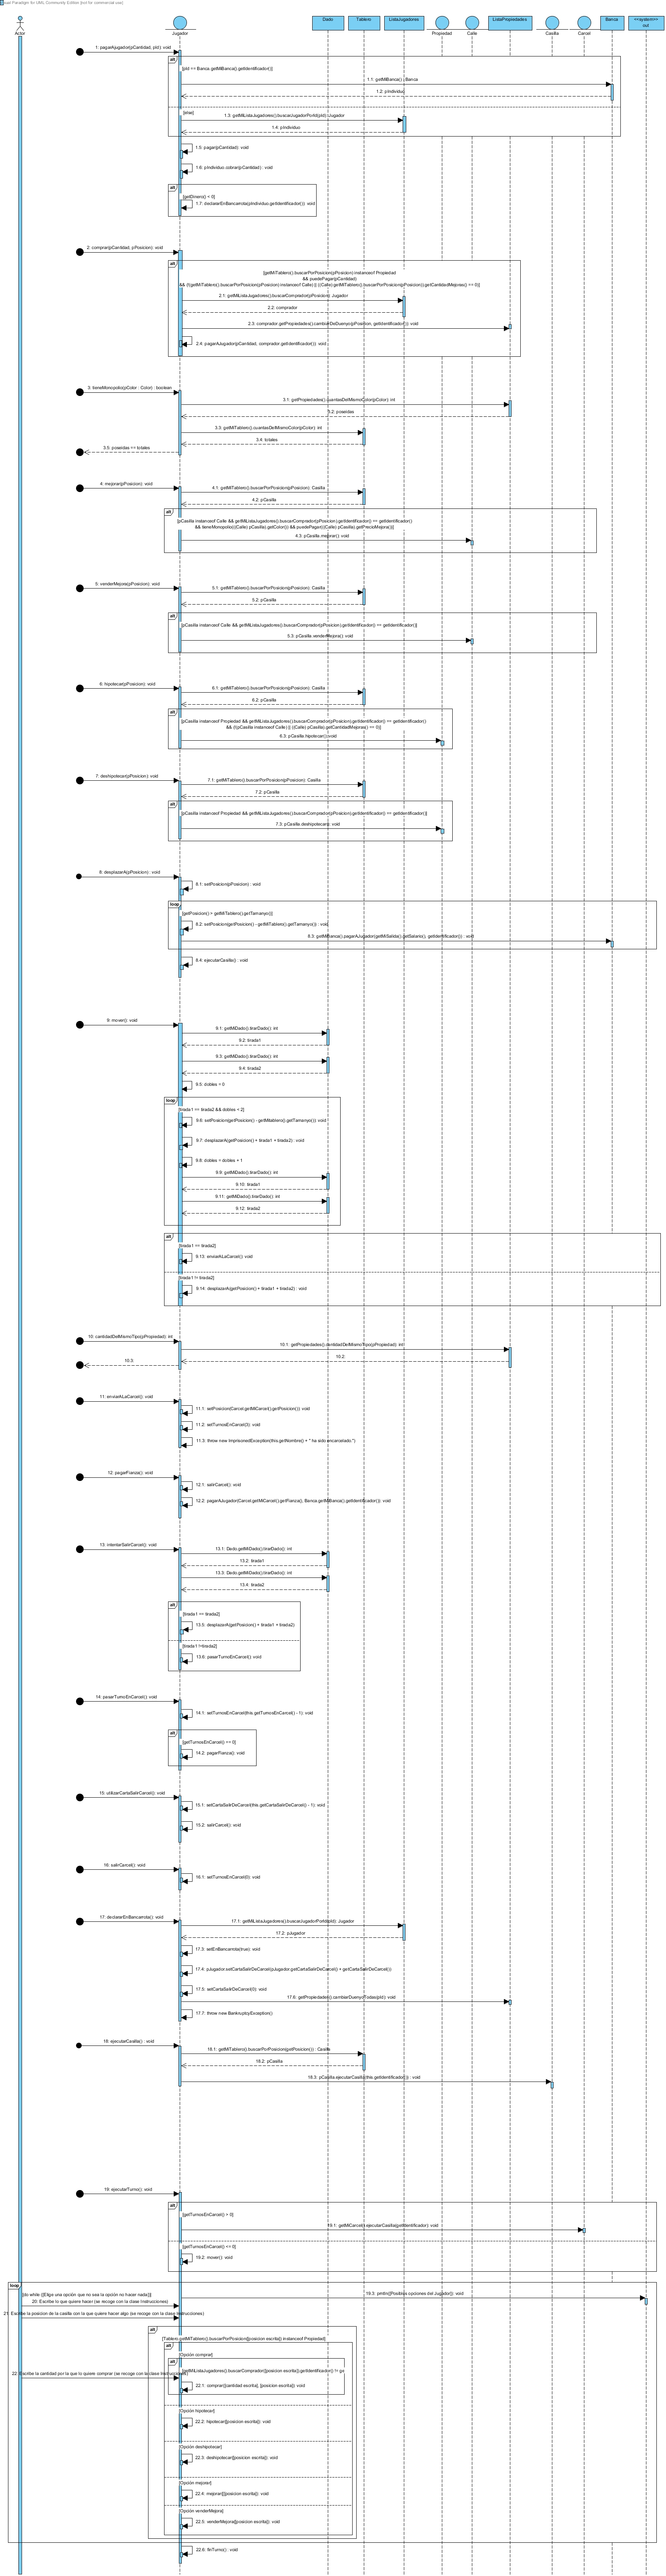 Visual Paradigm for UML Community Edition [not for commercial use]
Actor
Jugador
Dado
Tablero
ListaJugadores
Propiedad
Calle
ListaPropiedades
Casilla
Carcel
Banca
<<system>>
out
1: pagarAjugador(pCantidad, pId): void
alt
[pId == Banca.getMiBanca().getIdentificador()]
1.1: getMiBanca() : Banca
1.2: pIndividuo
[else]
1.3: getMiListaJugadores().buscarJugadorPorId(pId): Jugador
1.4: pIndividuo
1.5: pagar(pCantidad): void
1.6: pIndividuo.cobrar(pCantidad): void
alt
[getDinero() < 0]
1.7: declararEnBancarrota(pIndividuo.getIdentificador()): void
2: comprar(pCantidad, pPosicion): void
alt
[getMiTablero().buscarPorPosicion(pPosicion) instanceof Propiedad
&& puedePagar(pCantidad)
&& (!(getMiTablero().buscarPorPosicion(pPosicion) instanceof Calle) || ((Calle) getMiTablero().buscarPorPosicion(pPosicion)).getCantidadMejoras() == 0)]
2.1: getMiListaJugadores().buscarComprador(pPosicion): Jugador
2.2: comprador
2.3: comprador.getPropiedades().cambiarDeDuenyo(pPosicion, getIdentificador()): void
2.4: pagarAJugador(pCantidad, comprador.getIdentificador()): void
3: tieneMonopolio(pColor : Color) : boolean
3.1: getPropiedades().cuantasDelMismoColor(pColor): int
3.2: poseidas
3.3: getMiTablero().cuantasDelMismoColor(pColor): int
3.4: totales
3.5: poseidas == totales
4: mejorar(pPosicion): void
4.1: getMiTablero().buscarPorPosicion(pPosicion): Casilla
4.2: pCasilla
alt
[pCasilla instanceof Calle && getMiListaJugadores().buscarComprador(pPosicion).getIdentificador() == getIdentificador()
&& tieneMonopolio((Calle) pCasilla).getColor()) && puedePagar(((Calle) pCasilla).getPrecioMejora())]
4.3: pCasilla.mejorar(): void
5: venderMejora(pPosicion): void
5.1: getMiTablero().buscarPorPosicion(pPosicion): Casilla
5.2: pCasilla
alt
[pCasilla instanceof Calle && getMiListaJugadores().buscarComprador(pPosicion).getIdentificador() == getIdentificador()]
5.3: pCasilla.venderMejora(): void
6: hipotecar(pPosicion): void
6.1: getMiTablero().buscarPorPosicion(pPosicion): Casilla
6.2: pCasilla
alt
[pCasilla instanceof Propiedad && getMiListaJugadores().buscarComprador(pPosicion).getIdentificador() == getIdentificador()
&& (!(pCasilla instanceof Calle) || ((Calle) pCasilla).getCantidadMejoras() == 0)]
6.3: pCasilla.hipotecar(): void
7: deshipotecar(pPosicion): void
7.1: getMiTablero().buscarPorPosicion(pPosicion): Casilla
7.2: pCasilla
alt
[pCasilla instanceof Propiedad && getMiListaJugadores().buscarComprador(pPosicion).getIdentificador() == getIdentificador()]
7.3: pCasilla.deshipotecar(): void
8: desplazarA(pPosicion) : void
8.1: setPosicion(pPosicion) : void
loop
[getPosicion() > getMiTablero().getTamanyo()]
8.2: setPosicion(getPosicion() - getMiTablero().getTamanyo()) : void
8.3: getMiBanca().pagarAJugador(getMiSalida().getSalario(), getIdentificador()) : void
8.4: ejecutarCasilla() : void
9: mover(): void
9.1: getMiDado().tirarDado(): int
9.2: tirada1
9.3: getMiDado().tirarDado(): int
9.4: tirada2
9.5: dobles = 0
loop
[tirada1 == tirada2 && dobles < 2]
9.6: setPosicion(getPosicion() - getMitablero().getTamanyo()): void
9.7: desplazarA(getPosicion() + tirada1 + tirada2) : void
9.8: dobles = dobles + 1
9.9: getMiDado().tirarDado(): int
9.10: tirada1
9.11: getMiDado().tirarDado(): int
9.12: tirada2
alt
[tirada1 == tirada2]
9.13: enviarALaCarcel(): void
[tirada1 != tirada2]
9.14: desplazarA(getPosicion() + tirada1 + tirada2) : void
10: cantidadDelMismoTipo(pPropiedad): int
10.1: getPropiedades().cantidadDelMismoTipo(pPropiedad): int
10.2:
10.3:
11: enviarALaCarcel(): void
11.1: setPosicion(Carcel.getMiCarcel().getPosicion()): void
11.2: setTurnosEnCarcel(3): void
11.3: throw new ImprisonedException(this.getNombre() + " ha sido encarcelado.")
12: pagarFianza(): void
12.1: salirCarcel(): void
12.2: pagarAJugador(Carcel.getMiCarcel().getFianza(), Banca.getMiBanca().getIdentificador()): void
13: intentarSalirCarcel(): void
13.1: Dado.getMiDado().tirarDado(): int
13.2: tirada1
13.3: Dado.getMiDado().tirarDado(): int
13.4: tirada2
alt
[tirada1 == tirada2]
13.5: desplazarA(getPosicion() + tirada1 + tirada2)
[tirada1 !=tirada2]
13.6: pasarTurnoEnCarcel(): void
14: pasarTurnoEnCarcel(): void
14.1: setTurnosEnCarcel(this.getTurnosEnCarcel() - 1): void
alt
[getTurnosEnCarcel() == 0]
14.2: pagarFianza(): void
15: utilizarCartaSalirCarcel(): void
15.1: setCartaSalirDeCarcel(this.getCartaSalirDeCarcel() - 1): void
15.2: salirCarcel(): void
16: salirCarcel(): void
16.1: setTurnosEnCarcel(0): void
17: declararEnBancarrota(): void
17.1: getMiListaJugadores().buscarJugadorPorId(pId): Jugador
17.2: pJugador
17.3: setEnBancarrota(true): void
17.4: pJugador.setCartaSalirDeCarcel(pJugador.getCartaSalirDeCarcel() + getCartaSalirDeCarcel())
17.5: setCartaSalirDeCarcel(0): void
17.6: getPropiedades().cambiarDuenyoTodas(pId): void
17.7: throw new BankruptcyException()
18: ejecutarCasilla() : void
18.1: getMiTablero().buscarPorPosicion(getPosicion()) : Casilla
18.2: pCasilla
18.3: pCasilla.ejecutarCasilla(this.getIdentificador()) : void
19: ejecutarTurno(): void
alt
[getTurnosEnCarcel() > 0]
19.1: getMiCarcel().ejecutarCasilla(getIdentificador): void
[getTurnosEnCarcel() <= 0]
19.2: mover(): void
loop
[do while ([Elige una opción que no sea la opción no hacer nada])]
19.3: println([Posibles opciones del Jugador]): void
20: Escribe lo que quiere hacer (se recoge con la clase Instrucciones)
21: Escribe la posicion de la casilla con la que quiere hacer algo (se recoge con la clase Instrucciones)
alt
[Tablero.getMiTablero().buscarPorPosicion([posicion escrita]) instanceof Propiedad]
alt
[Opción comprar]
alt
[getMiListaJugadores().buscarComprador([posicion escrita]).getIdentificador() != ge
22: Escribe la cantidad por la que lo quiere comprar (se recoge con la clase Instrucciones)
22.1: comprar([cantidad escrita], [posicion escrita]): void
[Opción hipotecar]
22.2: hipotecar([posicion escrita]): void
[Opción deshipotecar]
22.3: deshipotecar([posicion escrita]): void
[Opción mejorar]
22.4: mejorar([posicion escrita]): void
[Opción venderMejora]
22.5: venderMejora([posicion escrita]): void
22.6: finTurno(): void